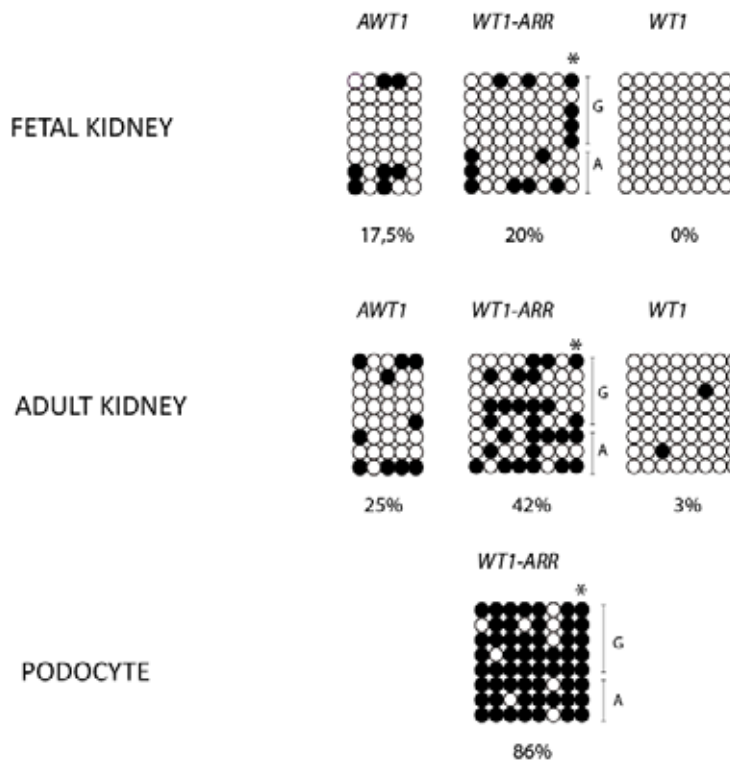 AWT1 WT1-ARR WT1
*
FETAL KIDNEY
G
A
17,5% 20% 0%
AWT1 WT1-ARR WT1
*
ADULT KIDNEY
G
A
25% 42% 3%
WT1-ARR
*
PODOCYTE
G
A
86%